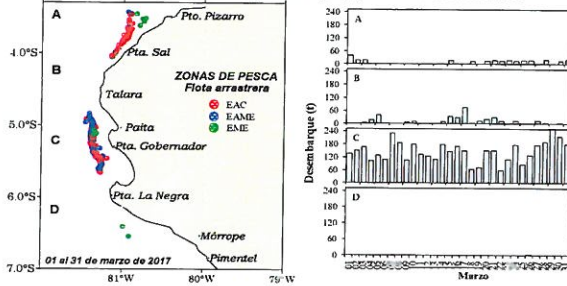 A
Pto. Pizarro
4.0°S
Pta. Sal
B
ZONAS DE PESCA
Flota arrastrera
Talara
EAC
EAME
EME
5.0°S
Paita
C
Pta. Gobernador
6.0°S
Pta. La Negra
D
Mórrope
01 al 31 de marzo de 2017
Pimentel
7.0°S
81°W
79°W
Desembarque (t)
240
180
120
60
0
A
240
180
120
60
0
B
240
180
120
60
0
C
240
180
120
60
0
D
Marzo